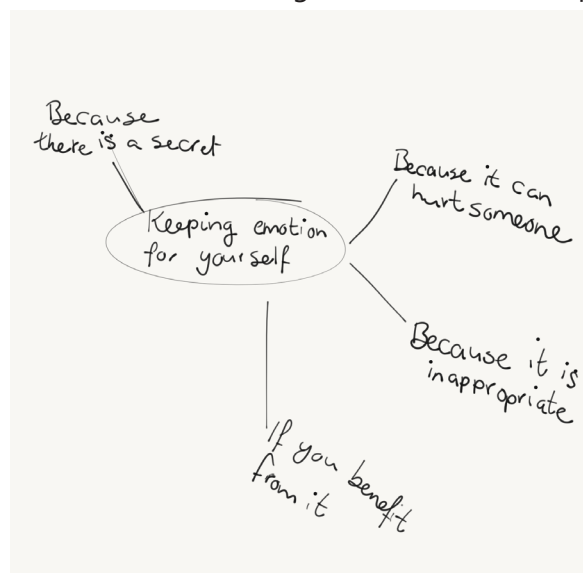 Because
there is a secret
Because it can
hurt someone
Keeping emotion
for yourself
Because it is
inappropriate
If you benefit
from it